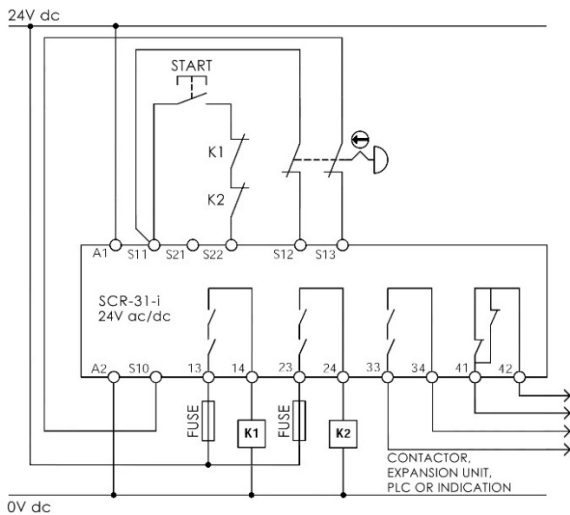 24V dc
START
K1
K2
A1 S11 S21 S22 S12 S13
SCR-31-i
24V ac/dc
A2 S10 13 14 23 24 33 34 41 42
FUSE K1 FUSE K2
CONTACTOR,
EXPANSION UNIT,
PLC OR INDICATION
0V dc